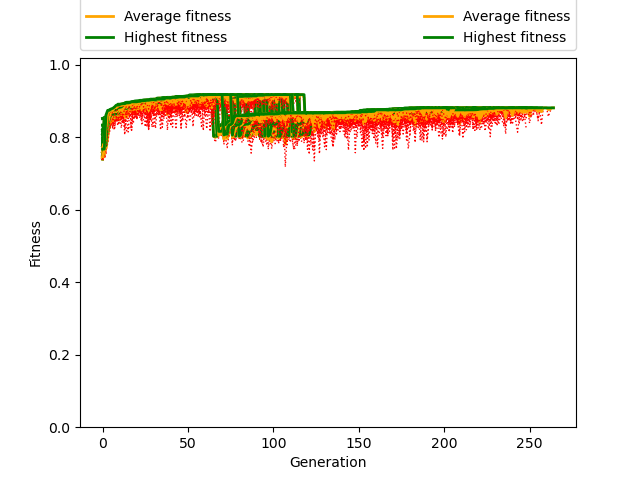 Average fitness Average fitness
Highest fitness Highest fitness
1.0
0.8
0.6
0.4
0.2
0.0
Fitness
0 50 100 150 200 250
Generation